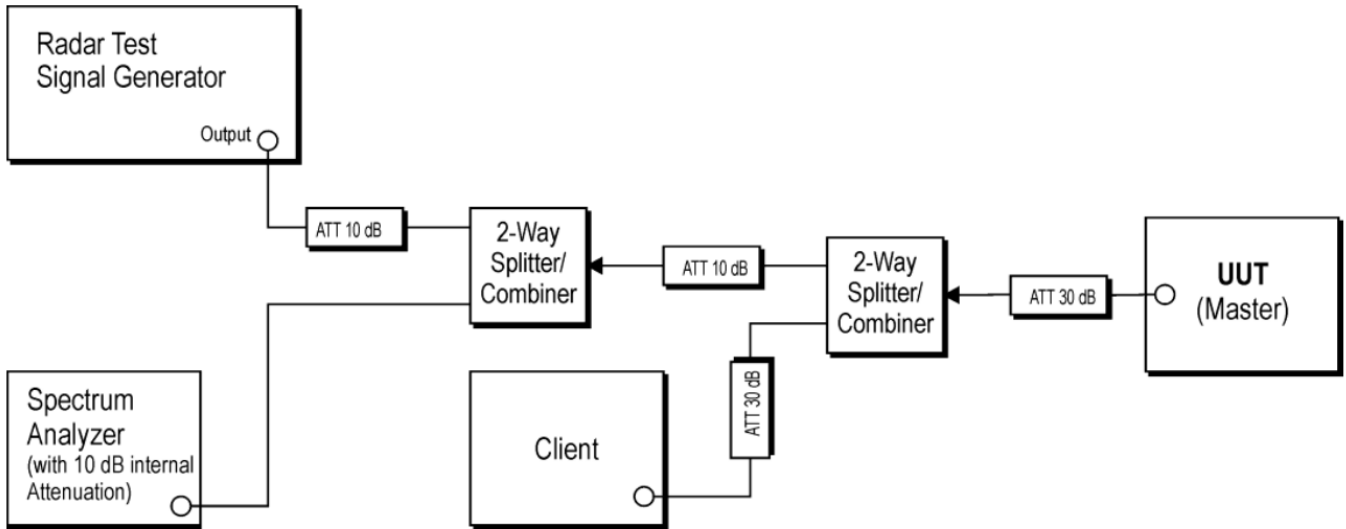 Radar Test
Signal Generator
Output
ATT 10 dB
2-Way
Splitter/
Combiner
ATT 10 dB
2-Way
Splitter/
Combiner
ATT 30 dB
UUT
(Master)
ATT 30 dB
Spectrum
Analyzer
(with 10 dB internal
Attenuation)
Client